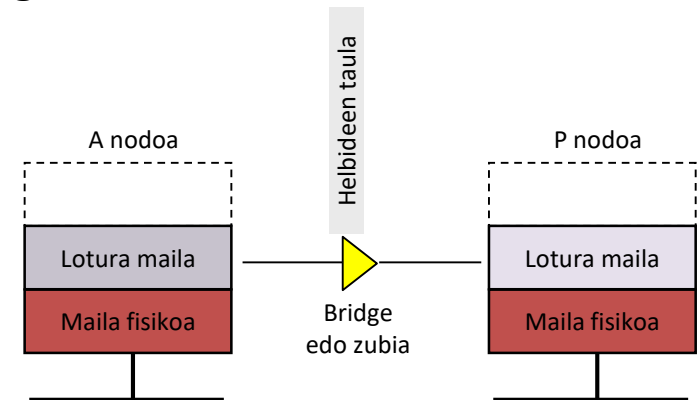 Helbideen taula
A nodoa
P nodoa
Lotura maila
Lotura maila
Maila fisikoa
Bridge
edo zubia
Maila fisikoa